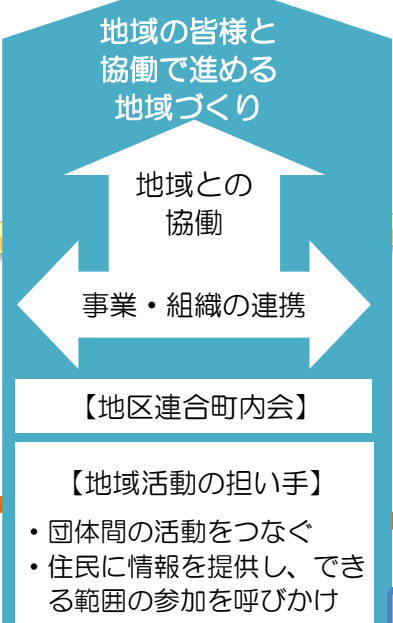 地域の皆様と
協働で進める
地域づくり
地域との
協働
事業・組織の連携
【地区連合町内会】
【地域活動の担い手】
・団体間の活動をつなぐ
・住民に情報を提供し、でき
る範囲の参加を呼びかけ